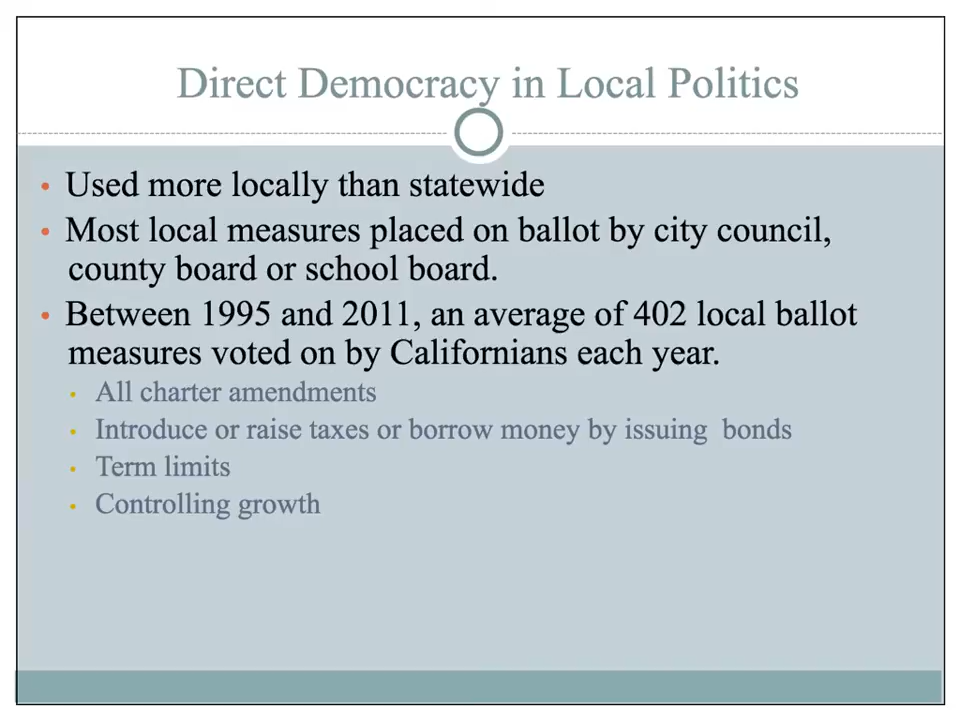 Direct Democracy in Local Politics
• Used more locally than statewide
• Most local measures placed on ballot by city council,
county board or school board.
• Between 1995 and 2011, an average of 402 local ballot
measures voted on by Californians each year.
• All charter amendments
• Introduce or raise taxes or borrow money by issuing  bonds
• Term limits
• Controlling growth